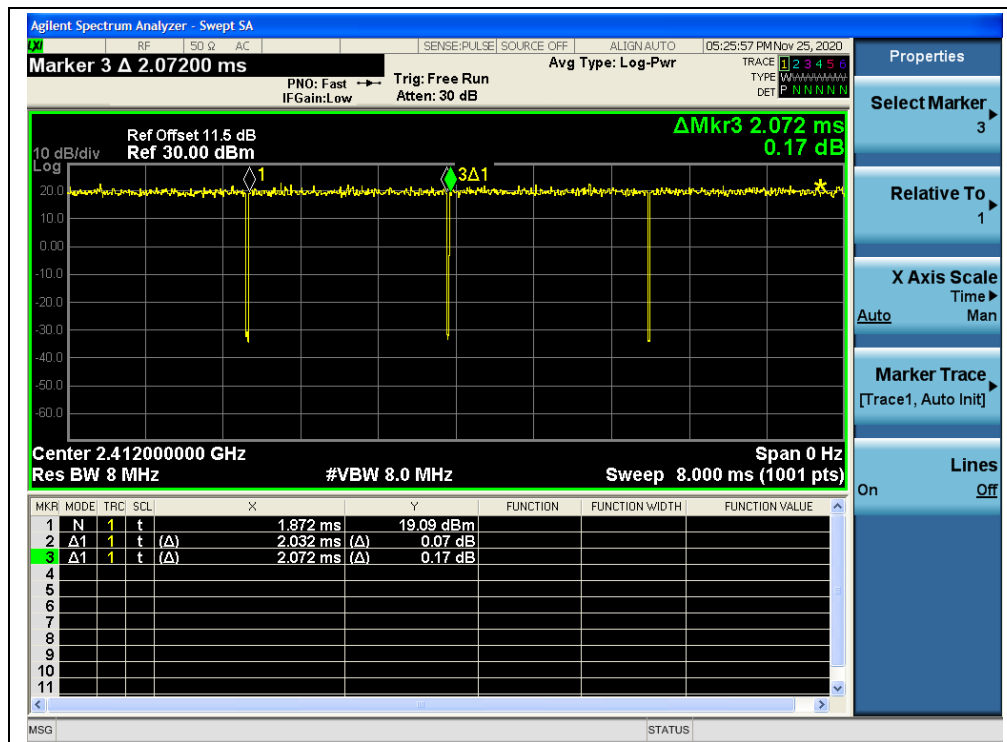 Agilent Spectrum Analyzer - Swept SA
LXI RF 50 Ω AC SENSE:PULSE SOURCE OFF ALIGN AUTO 05:25:57 PM Nov 25, 2020
Marker 3 Δ 2.07200 ms
PNO: Fast
IFGain:Low
Trig: Free Run
Atten: 30 dB
Avg Type: Log-Pwr
TRACE 1 2 3 4 5 6
TYPE WWWWWW
DET P N N N N N
ΔMkr3 2.072 ms
0.17 dB
Ref Offset 11.5 dB
10 dB/div Ref 30.00 dBm
Log
1
3Δ1
20.0
10.0
0.00
-10.0
-20.0
-30.0
-40.0
-50.0
-60.0
Center 2.412000000 GHz Span 0 Hz
Res BW 8 MHz #VBW 8.0 MHz Sweep 8.000 ms (1001 pts)
MKR MODE TRC SCL X Y FUNCTION FUNCTION WIDTH FUNCTION VALUE
1 N 1 t 1.872 ms 19.09 dBm
2 Δ1 1 t (Δ) 2.032 ms (Δ) 0.07 dB
3 Δ1 1 t (Δ) 2.072 ms (Δ) 0.17 dB
4
5
6
7
8
9
10
11
MSG STATUS
Properties
Select Marker
3
Relative To
1
X Axis Scale
Time
Auto Man
Marker Trace
[Trace1, Auto Init]
Lines
On Off